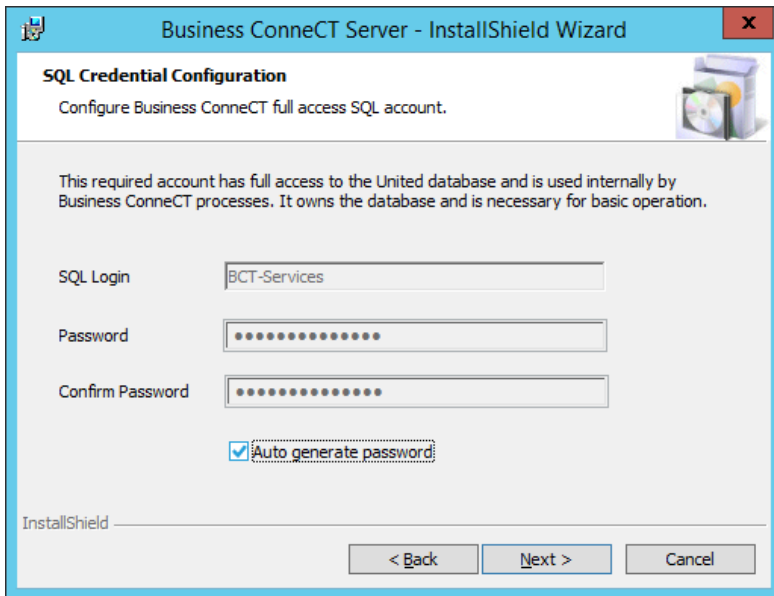 Business ConneCT Server - InstallShield Wizard
x
SQL Credential Configuration
Configure Business ConneCT full access SQL account.
This required account has full access to the United database and is used internally by
Business ConneCT processes. It owns the database and is necessary for basic operation.
SQL Login
BCT-Services
Password
●●●●●●●●●●●●●●
Confirm Password
●●●●●●●●●●●●●●
Auto generate password
InstallShield
< Back
Next >
Cancel